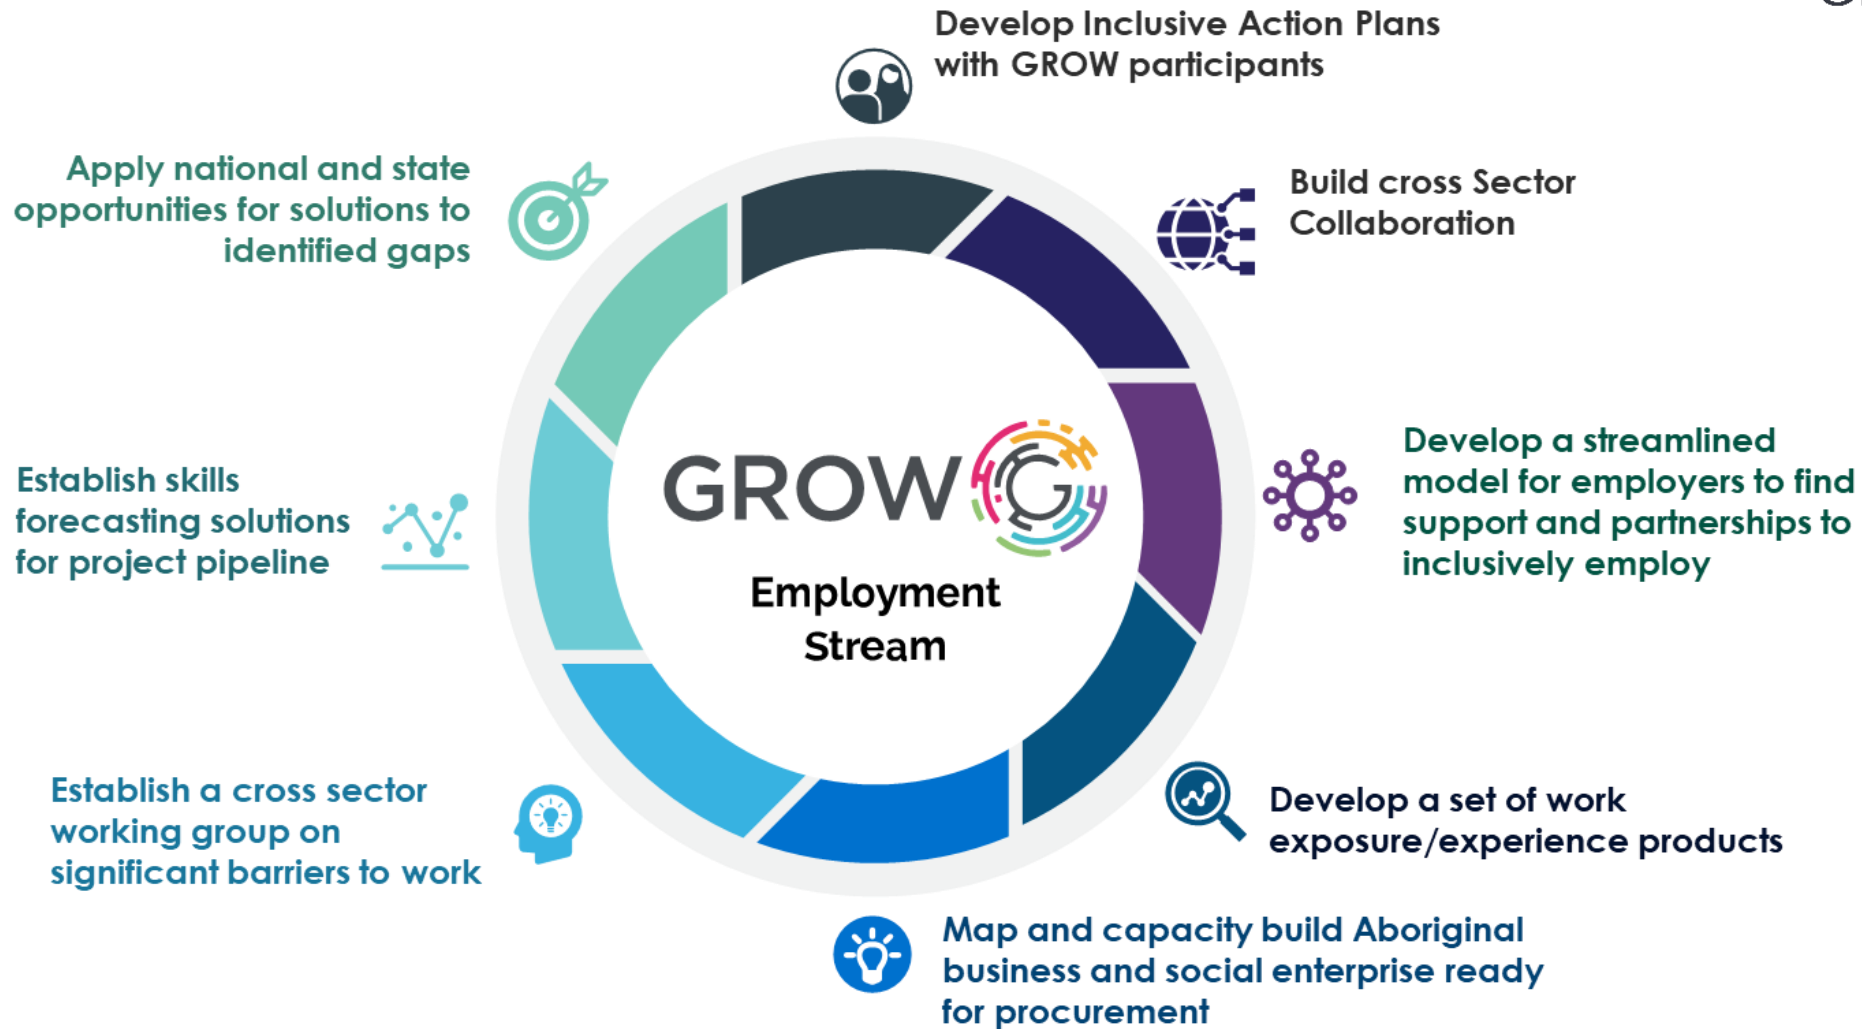 Develop Inclusive Action Plans
with GROW participants
Build cross Sector
Collaboration
Develop a streamlined
model for employers to find
support and partnerships to
inclusively employ
Develop a set of work
exposure/experience products
Map and capacity build Aboriginal
business and social enterprise ready
for procurement
Establish a cross sector
working group on
significant barriers to work
Establish skills
forecasting solutions
for project pipeline
Apply national and state
opportunities for solutions to
identified gaps
GROW G
Employment
Stream